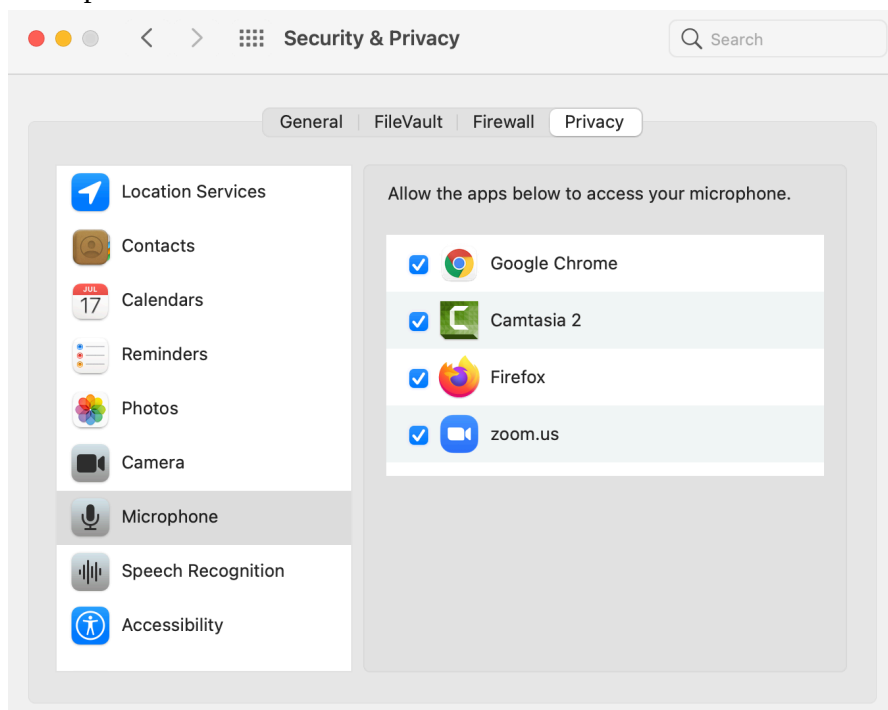 Security & Privacy
Search
General
FileVault
Firewall
Privacy
Location Services
Contacts
JUL
17
Calendars
Reminders
Photos
Camera
Microphone
Speech Recognition
Accessibility
Allow the apps below to access your microphone.
Google Chrome
Camtasia 2
Firefox
zoom.us